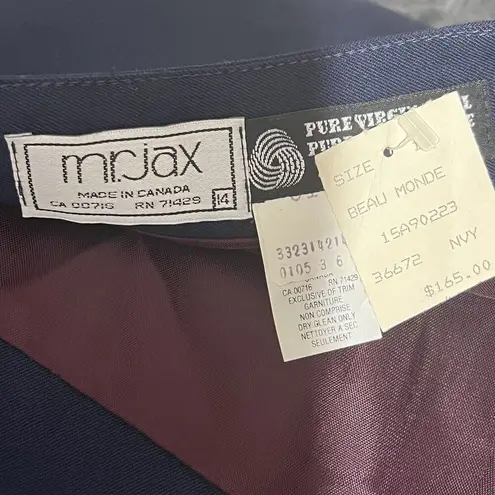 mr.jax
MADE IN CANADA
CA 00716 RN 71429
14
PURE VIRGIN
332314214
0105 3 6
CA 00716 RN 71429
EXCLUSIVE OF TRIM
GARNITURE
NON COMPRISE
DRY CLEAN ONLY
NETTOYER A SEC
SEULEMENT
SIZE
BEAU MONDE
15A90223
36672 NVY
$165.00